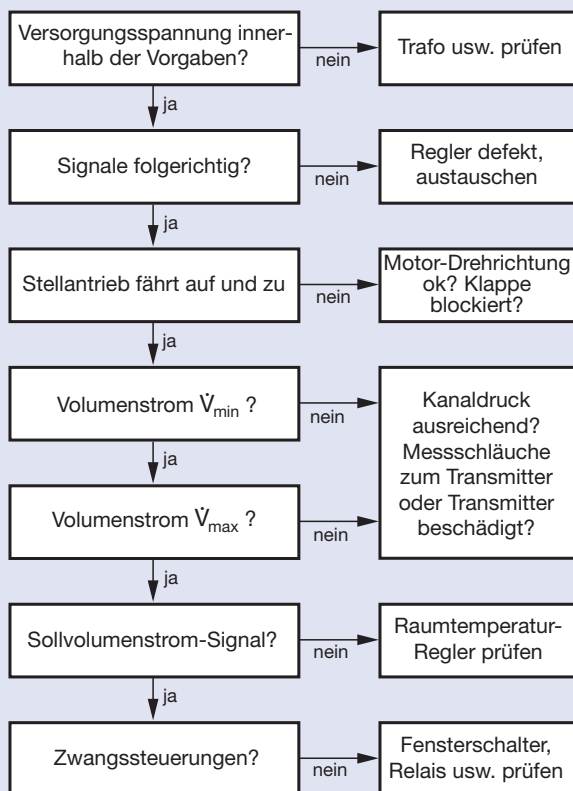 Versorgungsspannung inner-
halb der Vorgaben?
nein
Trafo usw. prüfen
ja
Signale folgerichtig?
nein
Regler defekt,
austauschen
ja
Stellantrieb fährt auf und zu
nein
Motor-Drehrichtung
ok? Klappe
blockiert?
ja
Volumenstrom V̇min ?
nein
Kanaldruck
ausreichend?
Messschläuche
zum Transmitter
oder Transmitter
beschädigt?
ja
Volumenstrom V̇max ?
nein
ja
Sollvolumenstrom-Signal?
nein
Raumtemperatur-
Regler prüfen
ja
Zwangssteuerungen?
nein
Fensterschalter,
Relais usw. prüfen